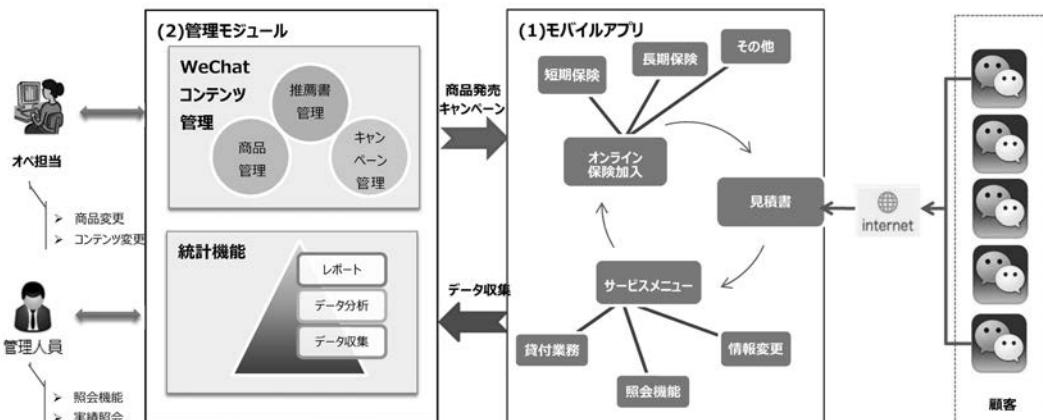 オペ担当
商品変更
コンテンツ変更
管理人員
照会機能
実績照会
(2)管理モジュール
WeChat
コンテンツ
管理
推薦書
管理
商品
管理
キャン
ペーン
管理
統計機能
レポート
データ分析
データ収集
商品発売
キャンペーン
データ収集
(1)モバイルアプリ
短期保険
長期保険
その他
オンライン
保険加入
見積書
サービスメニュー
貸付業務
照会機能
情報変更
internet
顧客